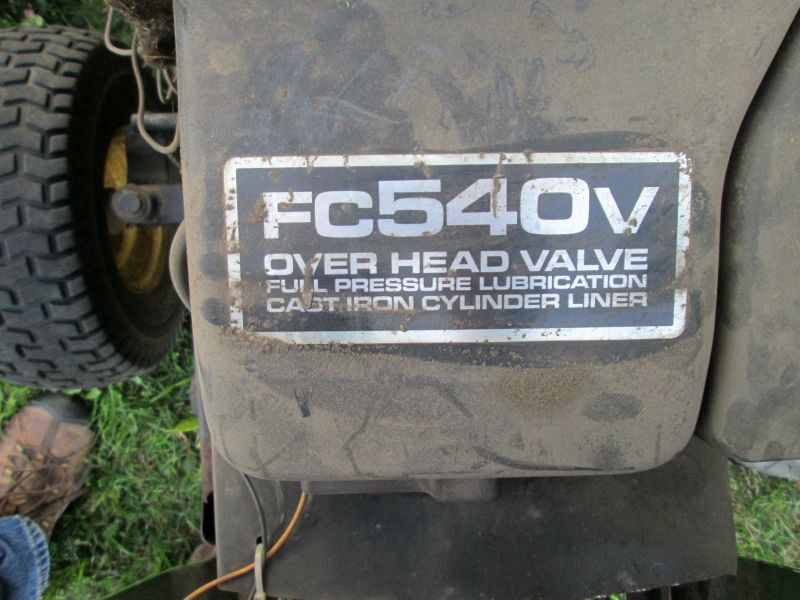 FC540V
OVER HEAD VALVE
FULL PRESSURE LUBRICATION
CAST IRON CYLINDER LINER